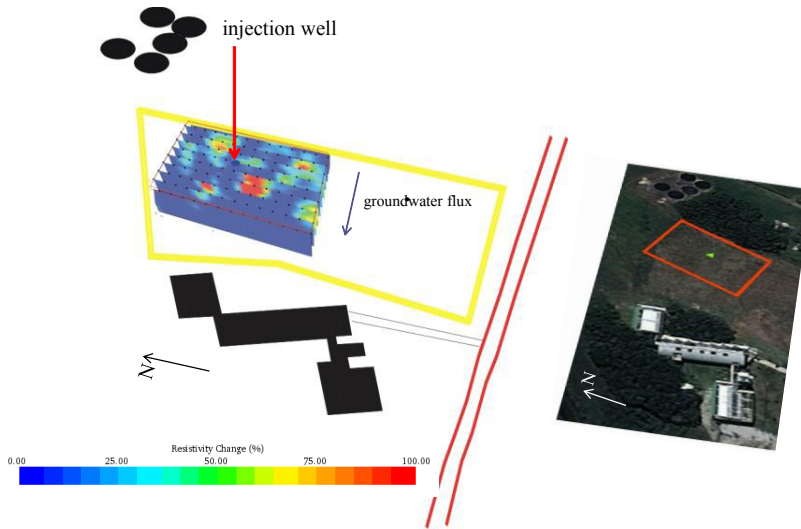 injection well
groundwater flux
N
N
Resistivity Change (%)
0.00 25.00 50.00 75.00 100.00